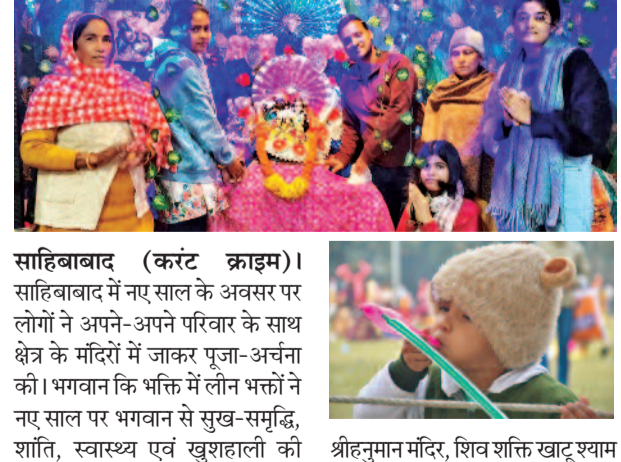 साहिबाबाद (करंट क्राइम)।
साहिबाबाद में नए साल के अवसर पर
लोगों ने अपने-अपने परिवार के साथ
क्षेत्र के मंदिरों में जाकर पूजा-अर्चना
की। भगवान कि भक्ति में लीन भक्तों ने
नए साल पर भगवान से सुख-समृद्धि,
शांति, स्वास्थ्य एवं खुशहाली की
श्रीहनुमान मंदिर, शिव शक्ति खाटू श्याम